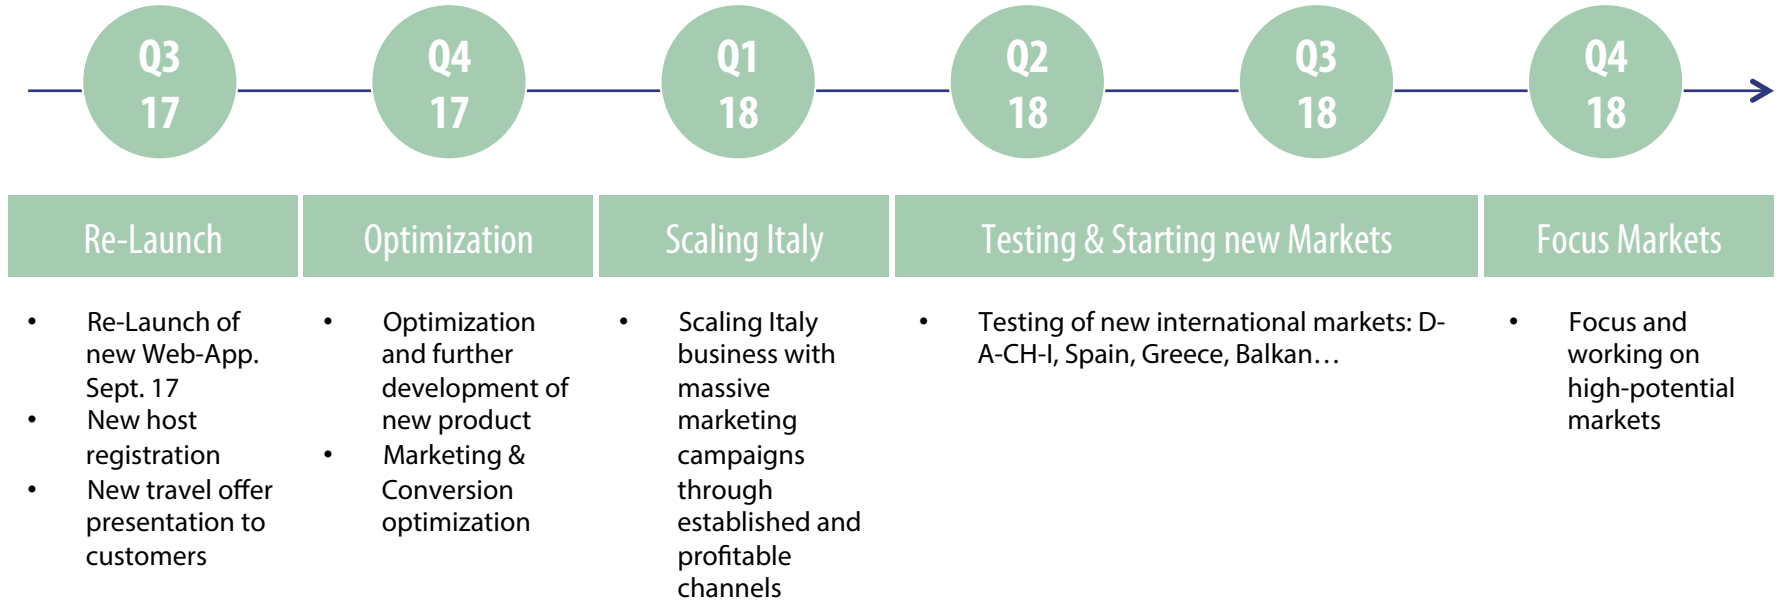 Q3
17
Q4
17
Q1
18
Q2
18
Q3
18
Q4
18
Re-Launch
Optimization
Scaling Italy
Testing & Starting new Markets
Focus Markets
• Re-Launch of
new Web-App.
Sept. 17
• New host
registration
• New travel offer
presentation to
customers
• Optimization
and further
development of
new product
• Marketing &
Conversion
optimization
• Scaling Italy
business with
massive
marketing
campaigns
through
established and
profitable
channels
• Testing of new international markets: D-
A-CH-I, Spain, Greece, Balkan…
• Focus and
working on
high-potential
markets